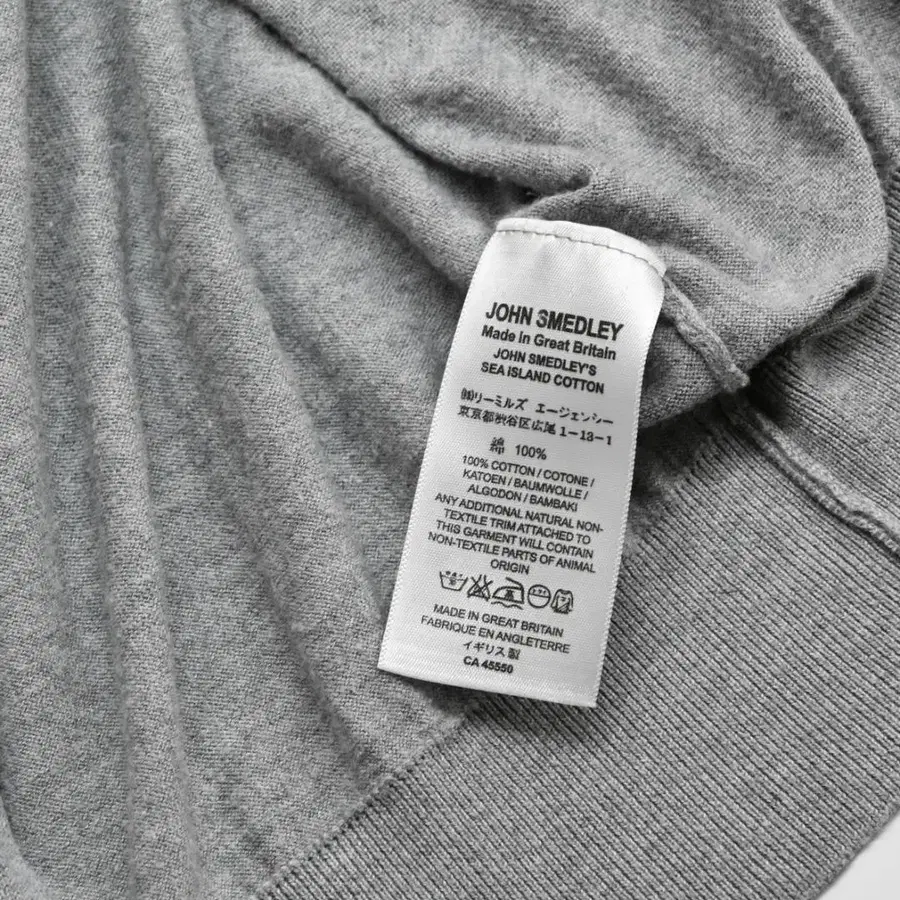 JOHN SMEDLEY
Made in Great Britain
JOHN SMEDLEY'S
SEA iSLAND COTTON
㈱リーミルズ エージェンシー
東京都渋谷区広尾 1-13-1
綿 100%
100% COTTON / COTONE /
KATOEN / BAUMWOLLE /
ALGODON / BAMBAKI
ANY ADDITIONAL NATURAL NON-
TEXTILE TRIM ATTACHED TO
THIS GARMENT WILL CONTAIN
NON-TEXTILE PARTS OF ANIMAL
ORIGIN
MADE IN GREAT BRITAIN
FABRIQUE EN ANGLETERRE
イギリス製
CA 45550